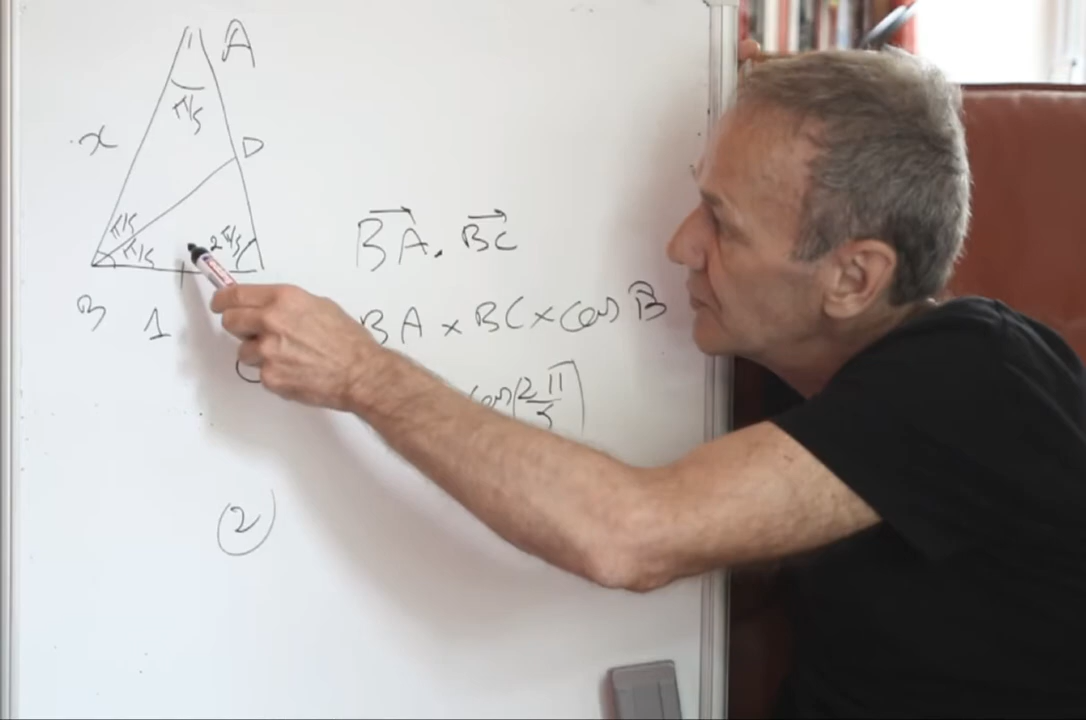 A
π/5
x
D
π/5
π/5
2π/5
B
1
C
BA . BC
BA x BC x cos B
cos(2π/5)
2